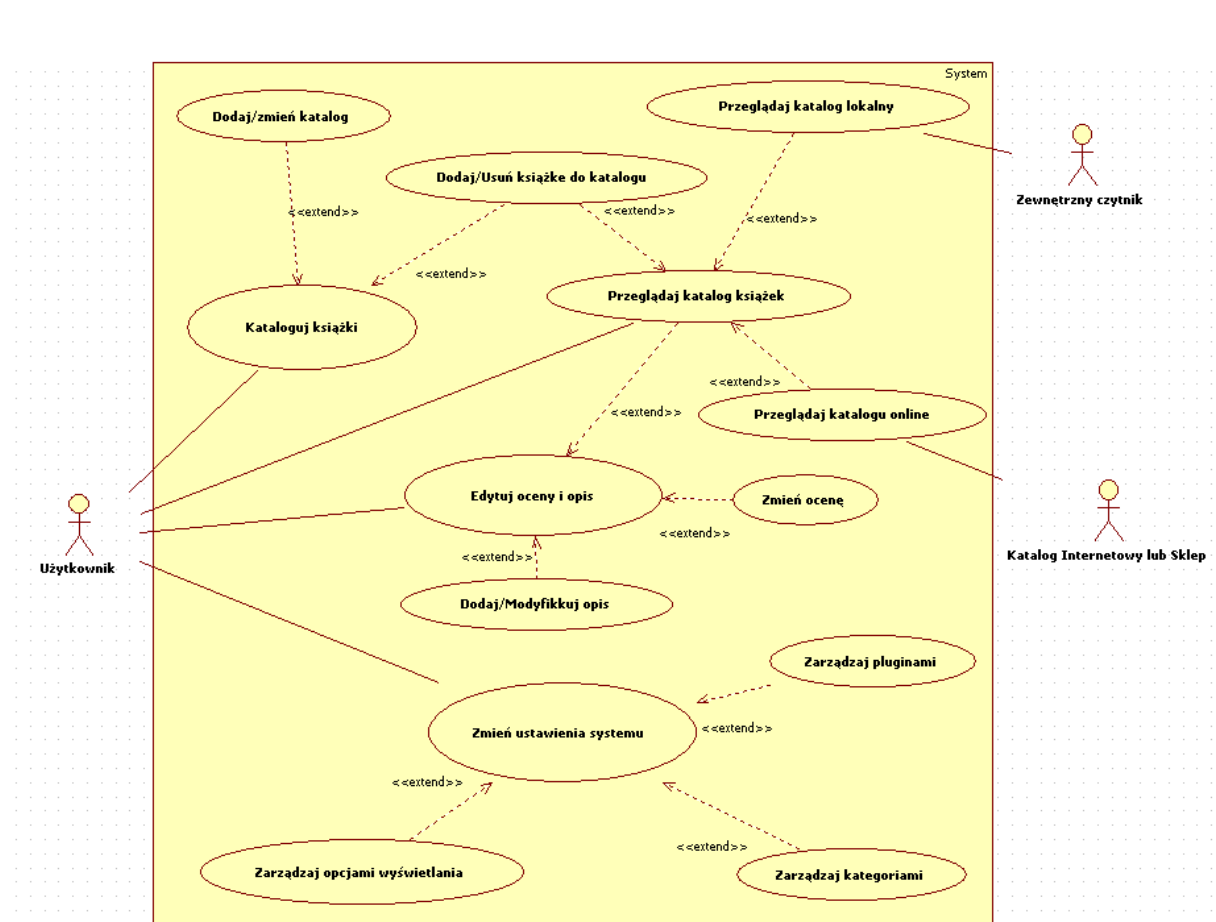 System
Dodaj/zmień katalog
Przeglądaj katalog lokalny
Dodaj/Usuń książke do katalogu
Zewnętrzny czytnik
<<extend>>
<<extend>>
<<extend>>
<<extend>>
Przeglądaj katalog książek
Kataloguj książki
<<extend>>
<<extend>>
Przeglądaj katalogu online
Edytuj oceny i opis
Zmień ocenę
<<extend>>
<<extend>>
Katalog Internetowy lub Sklep
Użytkownik
Dodaj/Modyfikkuj opis
Zarządzaj pluginami
<<extend>>
Zmień ustawienia systemu
<<extend>>
<<extend>>
Zarządzaj opcjami wyświetlania
Zarządzaj kategoriami